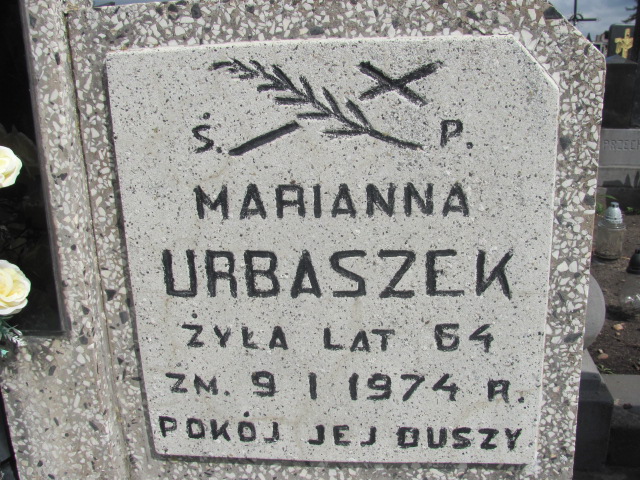 Ś. P.
MARIANNA
URBASZEK
ŻYŁA LAT 64
ZM. 9 I 1974 R.
POKÓJ JEJ DUSZY